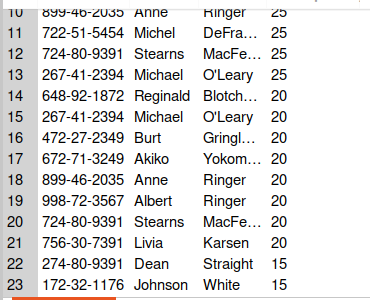 10 899-46-2035 Anne Ringer 25
11 722-51-5454 Michel DeFra... 25
12 724-80-9391 Stearns MacFe... 25
13 267-41-2394 Michael O'Leary 25
14 648-92-1872 Reginald Blotch... 20
15 267-41-2394 Michael O'Leary 20
16 472-27-2349 Burt Gringl... 20
17 672-71-3249 Akiko Yokom... 20
18 899-46-2035 Anne Ringer 20
19 998-72-3567 Albert Ringer 20
20 724-80-9391 Stearns MacFe... 20
21 756-30-7391 Livia Karsen 20
22 274-80-9391 Dean Straight 15
23 172-32-1176 Johnson White 15